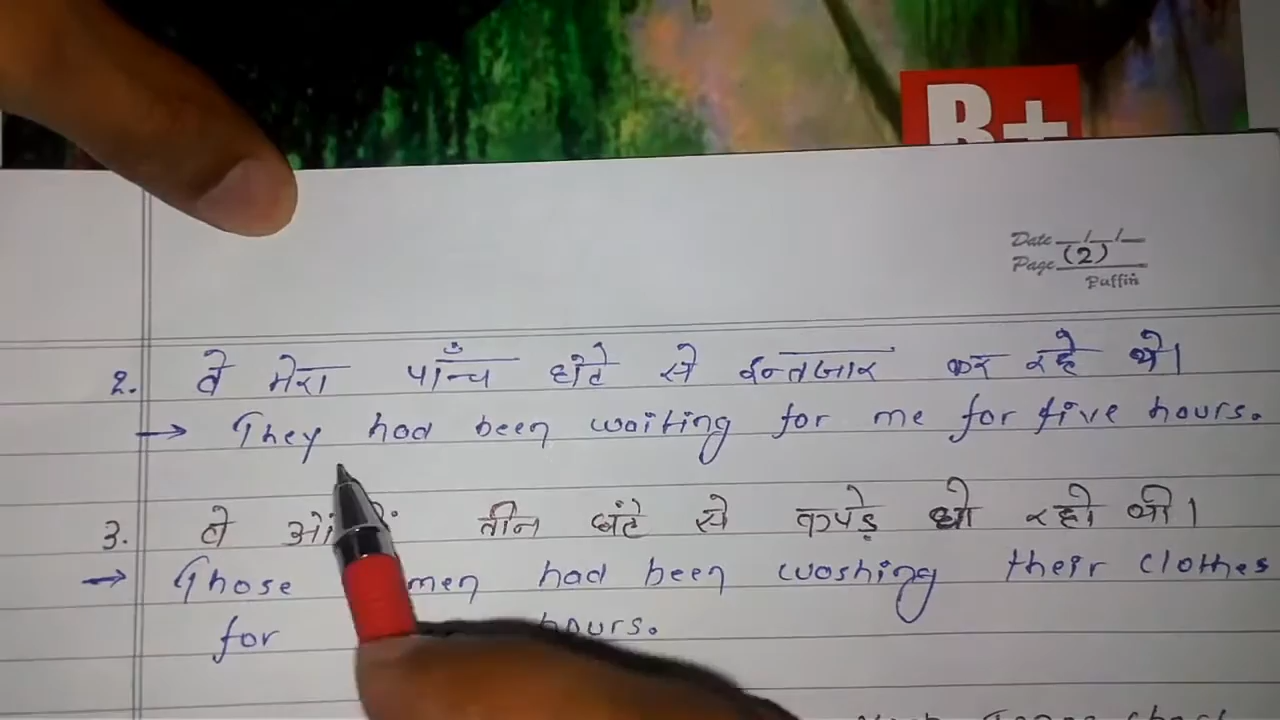 B+
Date / /
Page (2)
Puffin
2. वे मेरा पाँच घंटे से ईन्तजार कर रहे थे।
→ They had been waiting for me for five hours.
3. वे तीन घंटे से कपड़े धो रही थी।
→ Those men had been washing their clothes
for hours.